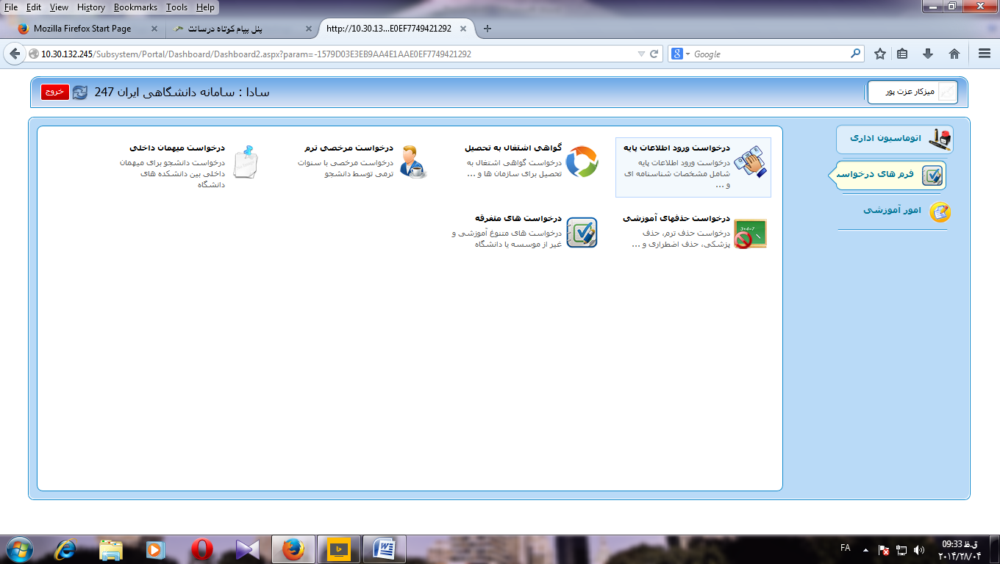 File Edit View History Bookmarks Tools Help
Mozilla Firefox Start Page
پنل پیام کوتاه درسانت
http://10.30.13...E0EF7749421292
10.30.132.245/Subsystem/Portal/Dashboard/Dashboard2.aspx?param=-1579D03E3EB9AA4E1AAE0EF7749421292
Google
میزکار عزت پور
سادا : سامانه دانشگاهی ایران 247
خروج
اتوماسیون اداری
فرم های درخواست
امور آموزشی
درخواست ورود اطلاعات پایه
درخواست ورود اطلاعات پایه
شامل مشخصات شناسنامه ای
و ...
گواهی اشتغال به تحصیل
درخواست گواهی اشتغال به
تحصیل برای سازمان ها و ...
درخواست مرخصی ترم
درخواست مرخصی با سنوات
ترمی توسط دانشجو
درخواست میهمان داخلی
درخواست دانشجو برای میهمان
داخلی بین دانشکده های
دانشگاه
درخواست حذفهای آموزشی
درخواست حذف ترم، حذف
پزشکی، حذف اضطراری و ...
درخواست های متفرقه
درخواست های متنوع آموزشی و
غیر از موسسه یا دانشگاه
3+4=7
FA
09:33 ق.ظ
۲۰۱۴/۲۸/۰۴